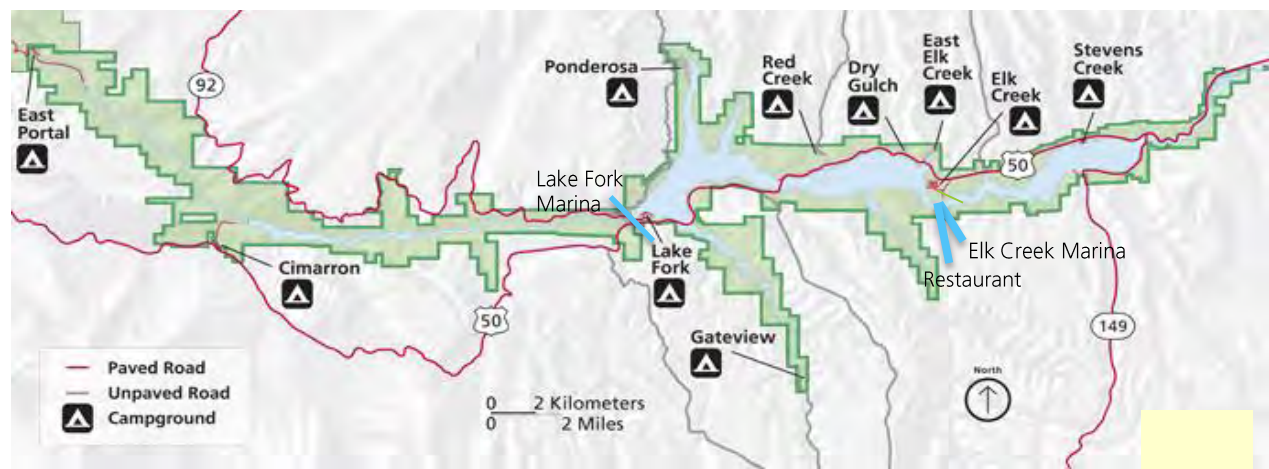 92
East
Portal
Ponderosa
Red
Creek
Dry
Gulch
East
Elk
Creek
Elk
Creek
Stevens
Creek
50
Lake Fork
Marina
Lake
Fork
Cimarron
Elk Creek Marina
Restaurant
50
149
Gateview
Paved Road
Unpaved Road
Campground
0 2 Kilometers
0 2 Miles
North